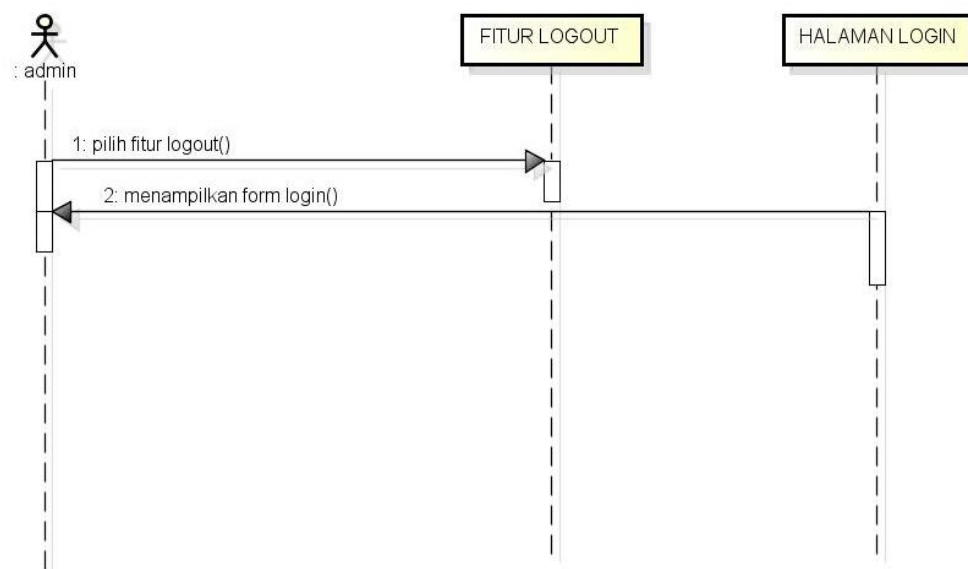 FITUR LOGOUT
HALAMAN LOGIN
: admin
1: pilih fitur logout()
2: menampilkan form login()